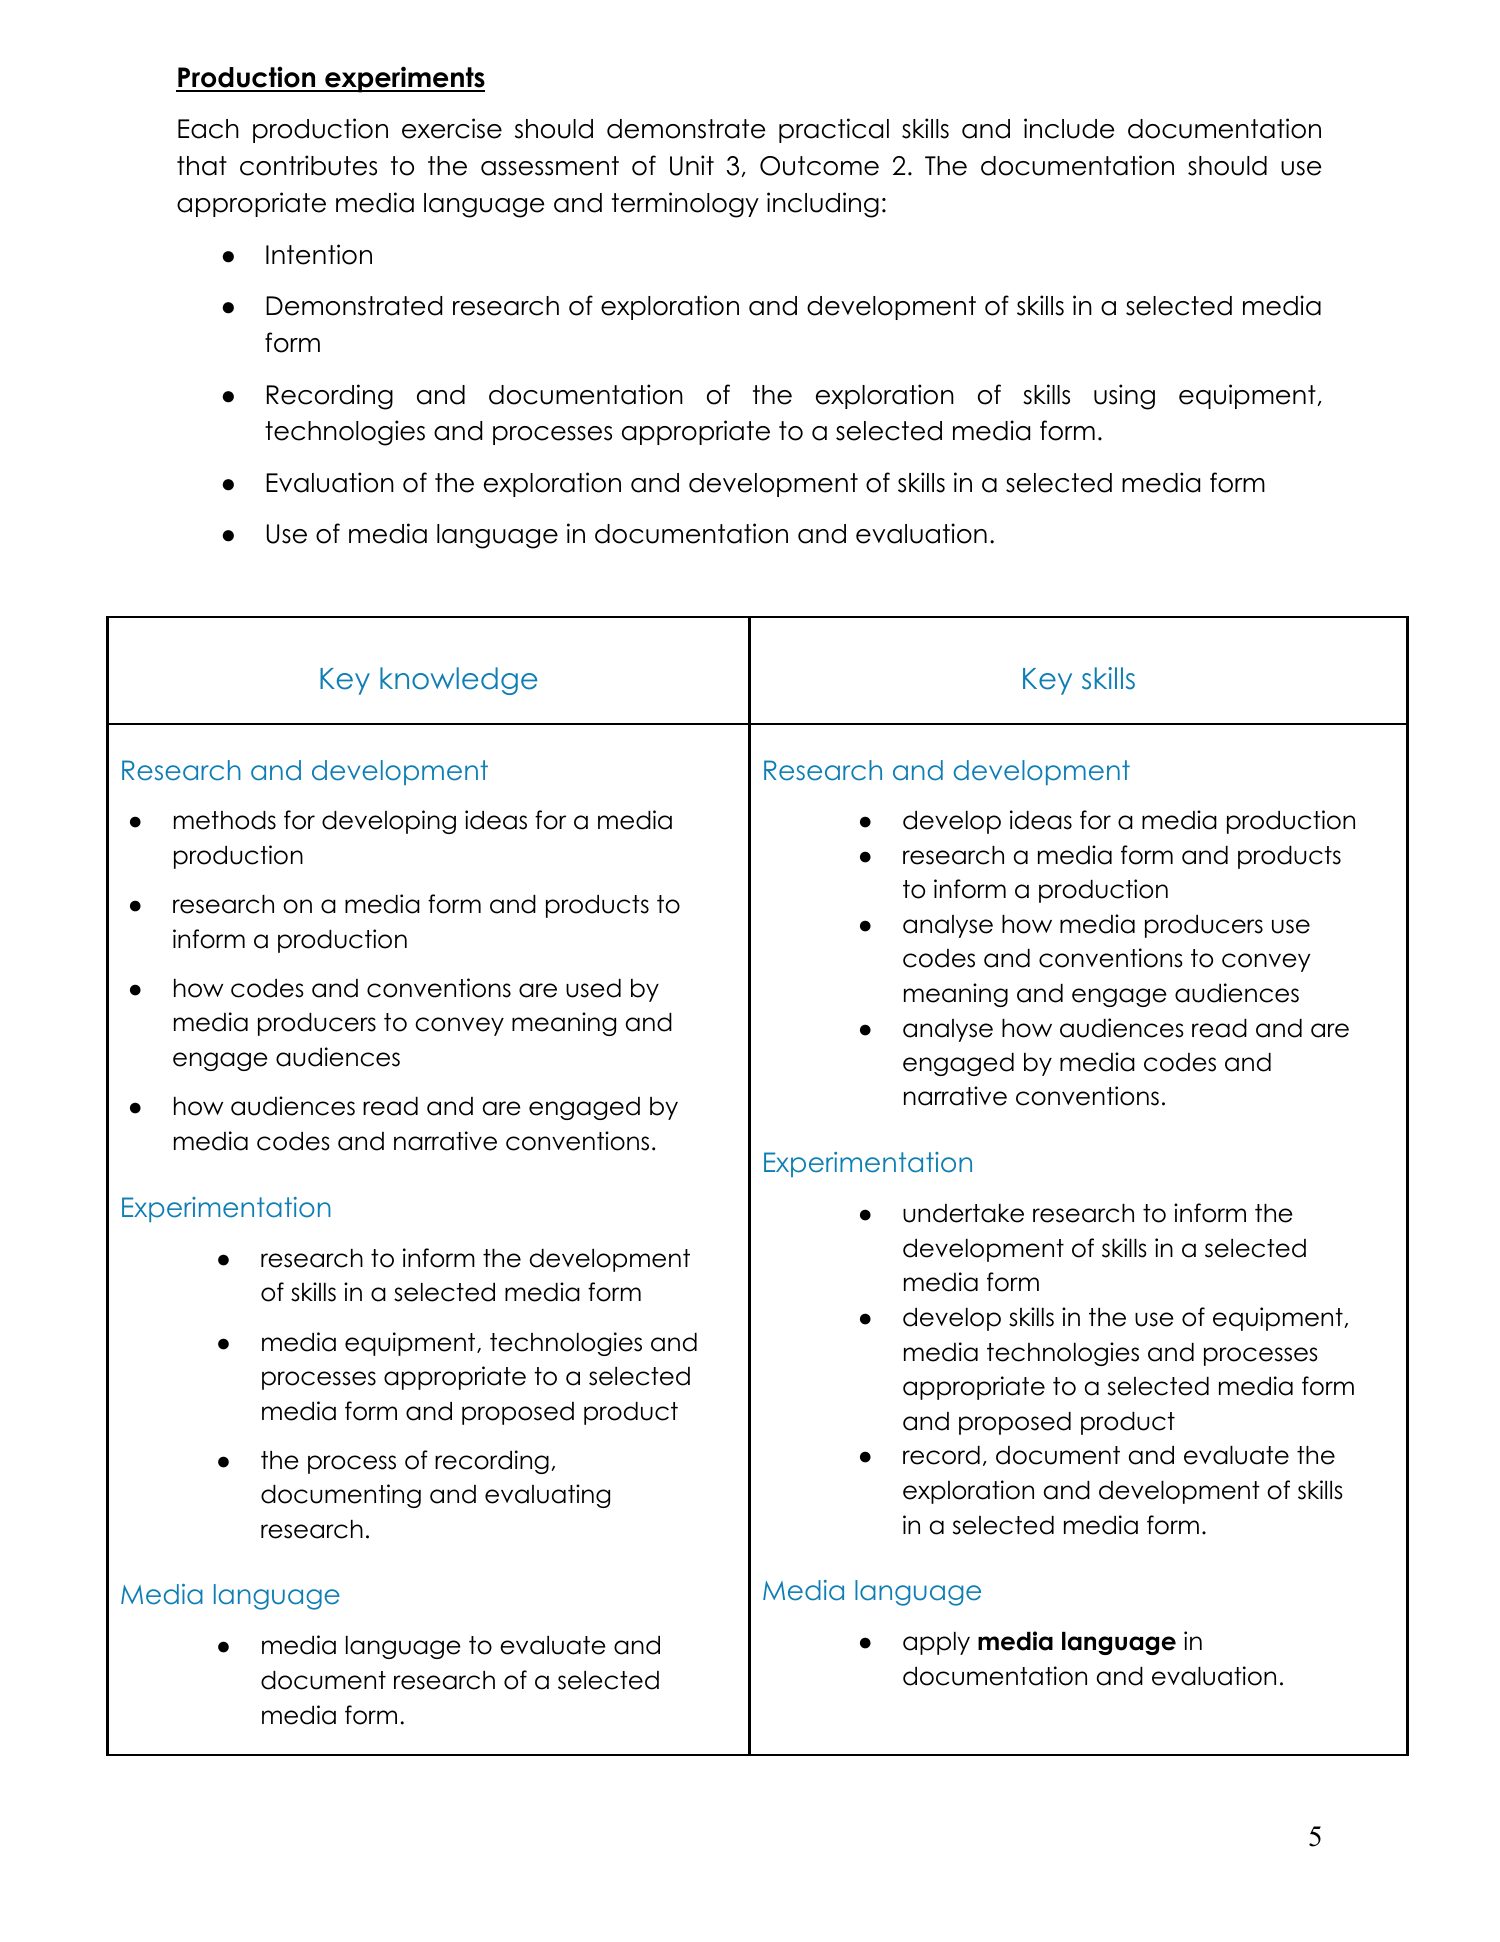 Production experiments
Each production exercise should demonstrate practical skills and include documentation
that contributes to the assessment of Unit 3, Outcome 2. The documentation should use
appropriate media language and terminology including:
● Intention
● Demonstrated research of exploration and development of skills in a selected media
form
● Recording and documentation of the exploration of skills using equipment,
technologies and processes appropriate to a selected media form.
● Evaluation of the exploration and development of skills in a selected media form
● Use of media language in documentation and evaluation.
Key knowledge
Research and development
● methods for developing ideas for a media
production
● research on a media form and products to
inform a production
● how codes and conventions are used by
media producers to convey meaning and
engage audiences
● how audiences read and are engaged by
media codes and narrative conventions.
Experimentation
● research to inform the development
of skills in a selected media form
● media equipment, technologies and
processes appropriate to a selected
media form and proposed product
● the process of recording,
documenting and evaluating
research.
Media language
● media language to evaluate and
document research of a selected
media form.
Key skills
Research and development
● develop ideas for a media production
● research a media form and products
to inform a production
● analyse how media producers use
codes and conventions to convey
meaning and engage audiences
● analyse how audiences read and are
engaged by media codes and
narrative conventions.
Experimentation
● undertake research to inform the
development of skills in a selected
media form
● develop skills in the use of equipment,
media technologies and processes
appropriate to a selected media form
and proposed product
● record, document and evaluate the
exploration and development of skills
in a selected media form.
Media language
● apply media language in
documentation and evaluation.
5